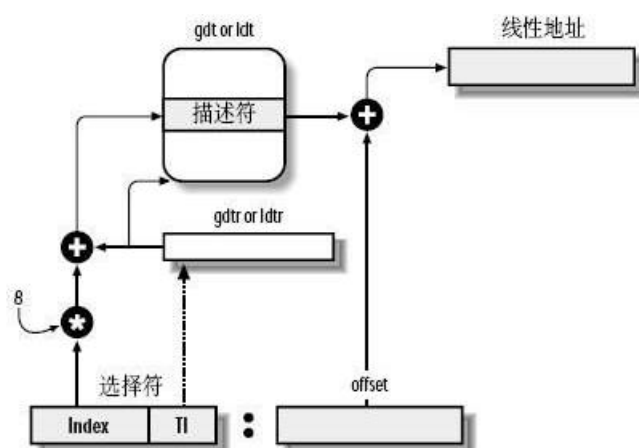 gdt or ldt
线性地址
描述符
gdtr or ldtr
8
选择符
offset
Index
TI
: